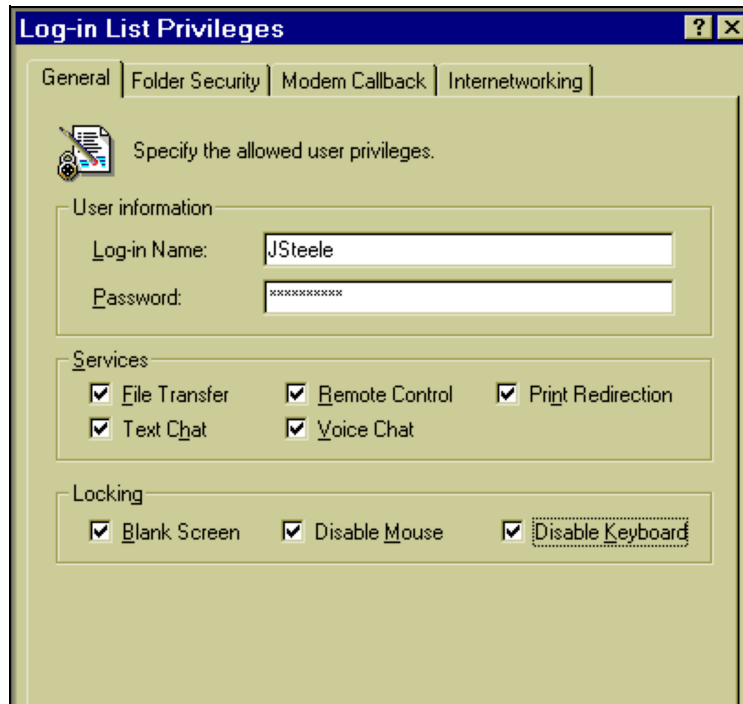 Log-in List Privileges
General Folder Security Modem Callback Internetworking
Specify the allowed user privileges.
User information
Log-in Name: JSteele
Password: **********
Services
File Transfer Remote Control Print Redirection
Text Chat Voice Chat
Locking
Blank Screen Disable Mouse Disable Keyboard